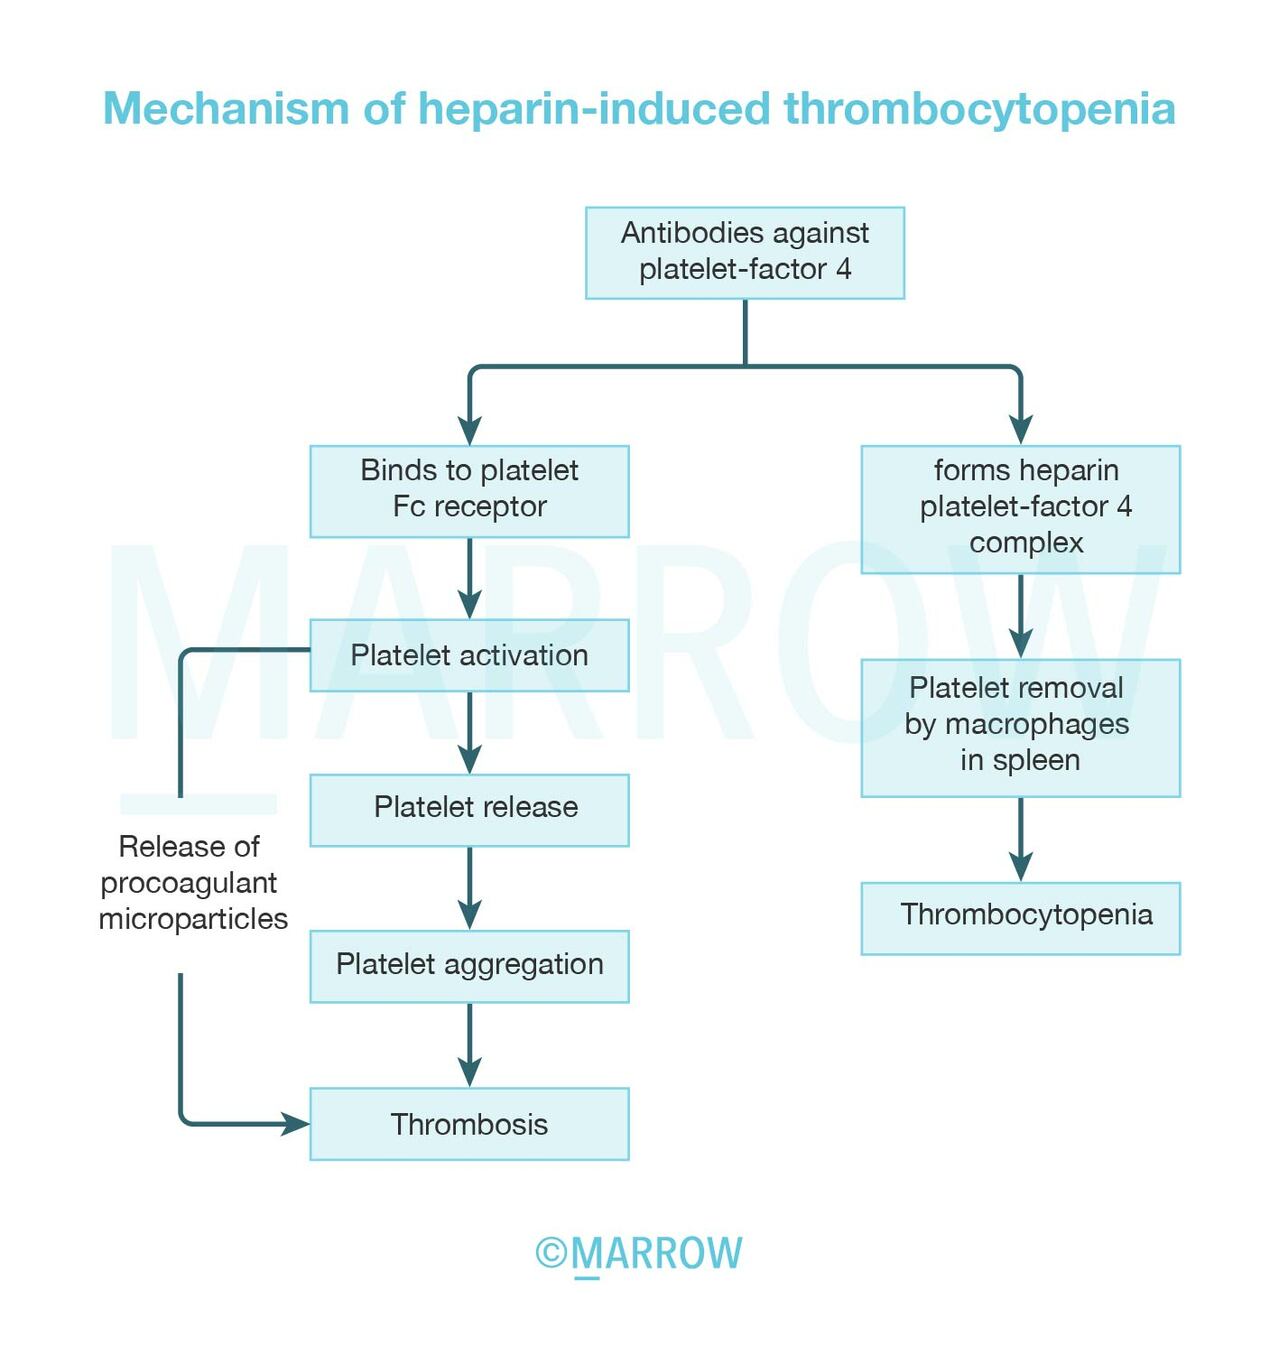 Mechanism of heparin-induced thrombocytopenia
Antibodies against
platelet-factor 4
Binds to platelet
Fc receptor
forms heparin
platelet-factor 4
complex
Platelet activation
Platelet removal
by macrophages
in spleen
Platelet release
Release of
procoagulant
microparticles
Thrombocytopenia
Platelet aggregation
Thrombosis
MARROW
©MARROW